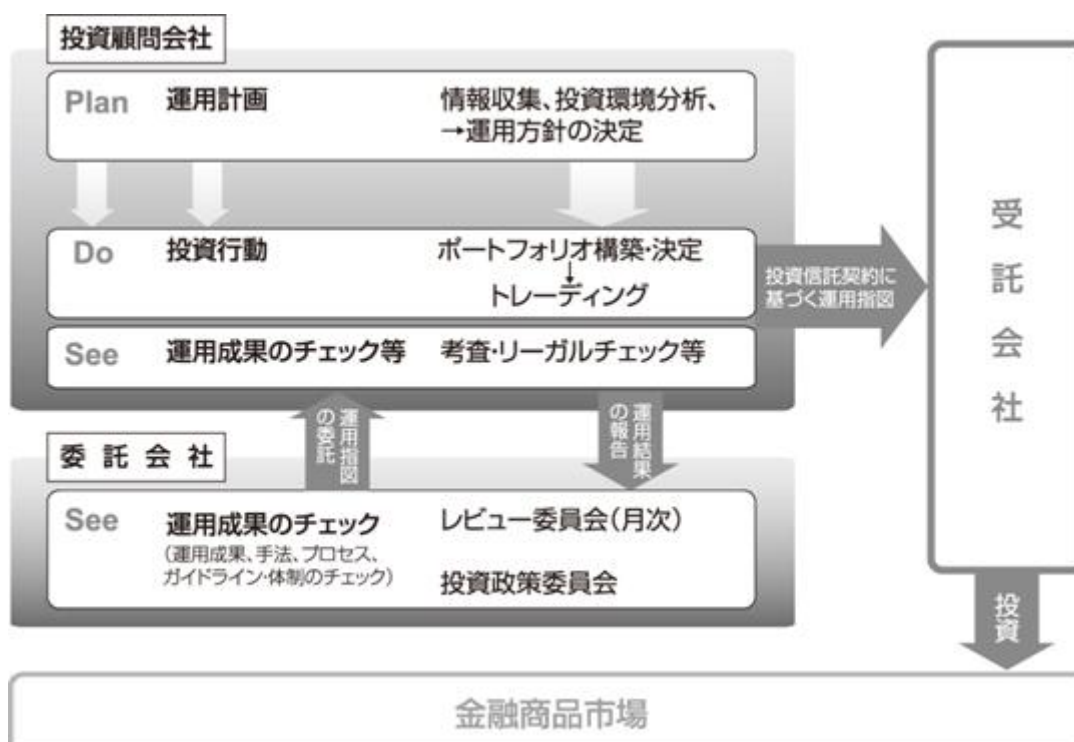 投資顧問会社
Plan 運用計画 情報収集、投資環境分析、
→運用方針の決定
Do 投資行動 ポートフォリオ構築・決定
↓
トレーディング
See 運用成果のチェック等 考査・リーガルチェック等
投資信託契約に
基づく運用指図
受託会社
運用指図
の委託
運用結果
の報告
委託会社
See 運用成果のチェック レビュー委員会(月次)
(運用成果、手法、プロセス、
ガイドライン・体制のチェック)
投資政策委員会
投資
金融商品市場